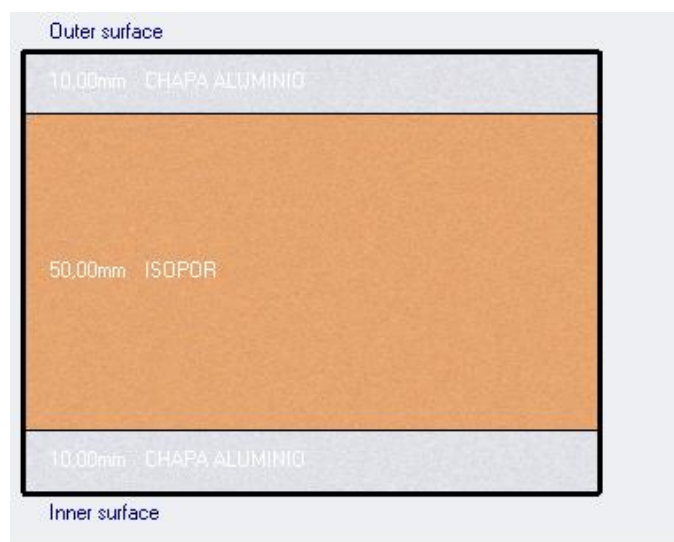 Outer surface
10,00mm CHAPA ALUMINIO
50,00mm ISOPOR
10,00mm CHAPA ALUMINIO
Inner surface